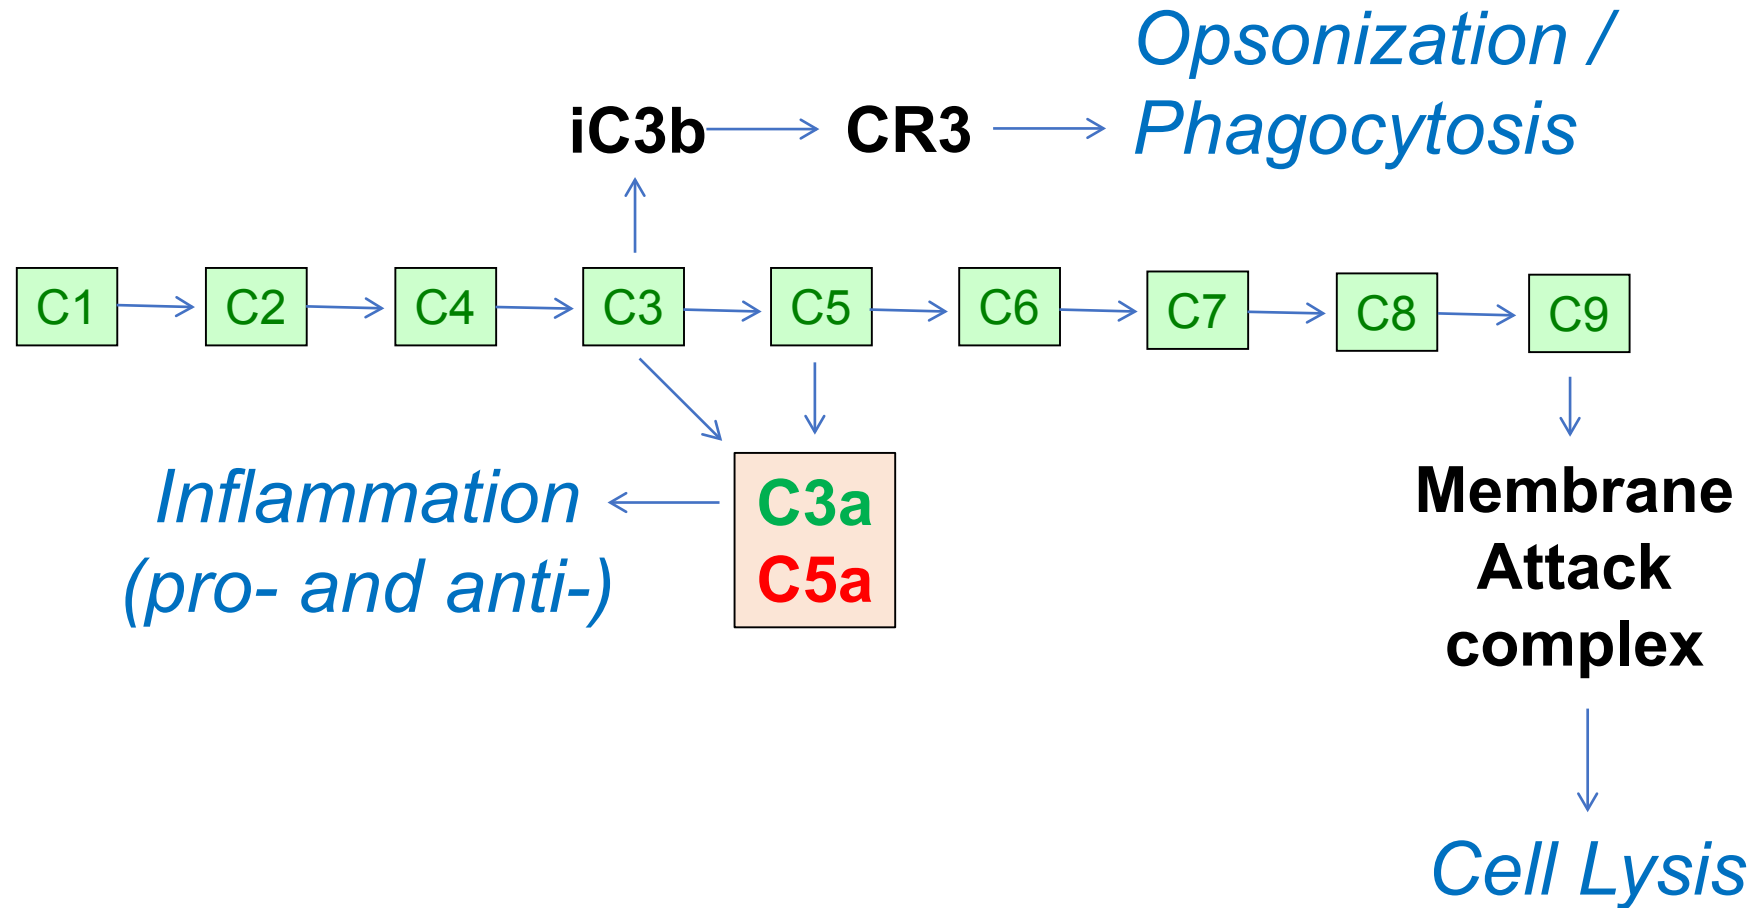 Opsonization /
Phagocytosis
iC3b
CR3
C1
C2
C4
C3
C5
C6
C7
C8
C9
Inflammation
(pro- and anti-)
C3a
C5a
Membrane
Attack
complex
Cell Lysis